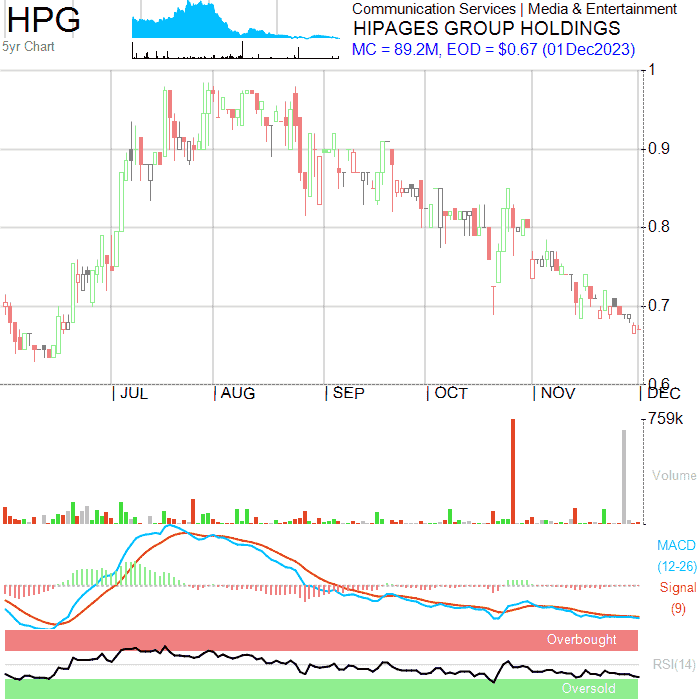 HPG
5yr Chart
Communication Services | Media & Entertainment
HIPAGES GROUP HOLDINGS
MC = 89.2M, EOD = $0.67 (01Dec2023)
1
0.9
0.8
0.7
0.6
JUL
AUG
SEP
OCT
NOV
DEC
759k
Volume
MACD
(12-26)
Signal
(9)
Overbought
RSI(14)
Oversold